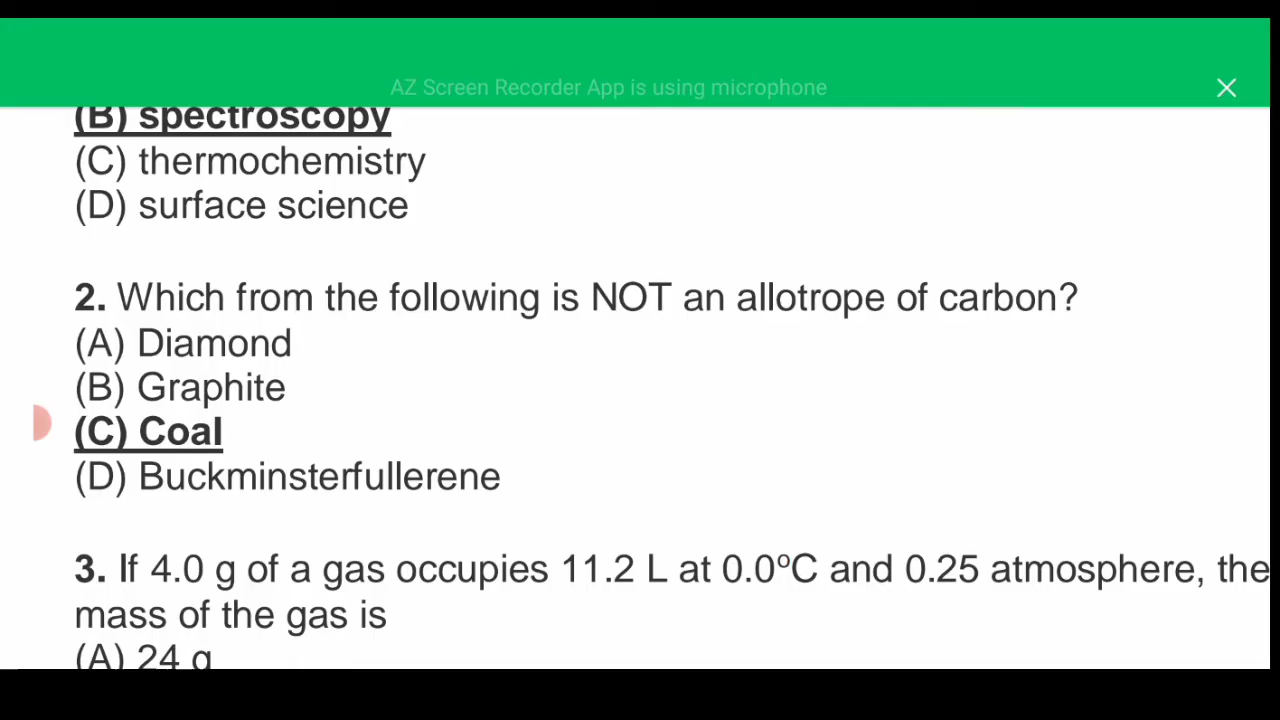 AZ Screen Recorder App is using microphone
(B) spectroscopy
(C) thermochemistry
(D) surface science
2. Which from the following is NOT an allotrope of carbon?
(A) Diamond
(B) Graphite
(C) Coal
(D) Buckminsterfullerene
3. If 4.0 g of a gas occupies 11.2 L at 0.0ºC and 0.25 atmosphere, the
mass of the gas is
(A) 24 g